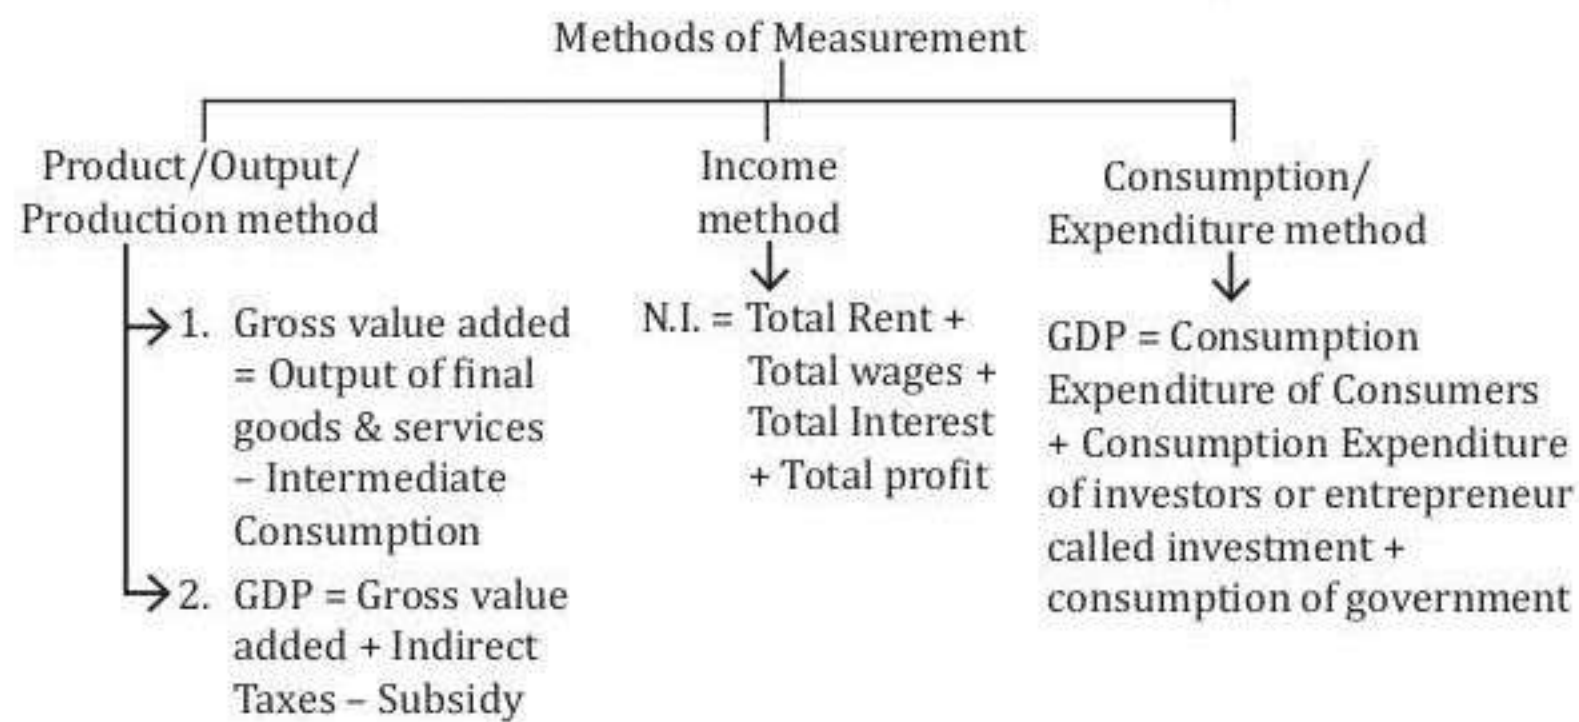 Methods of Measurement
Product/Output/
Production method
1. Gross value added
= Output of final
goods & services
– Intermediate
Consumption
2. GDP = Gross value
added + Indirect
Taxes – Subsidy
Income
method
N.I. = Total Rent +
Total wages +
Total Interest
+ Total profit
Consumption/
Expenditure method
GDP = Consumption
Expenditure of Consumers
+ Consumption Expenditure
of investors or entrepreneur
called investment +
consumption of government